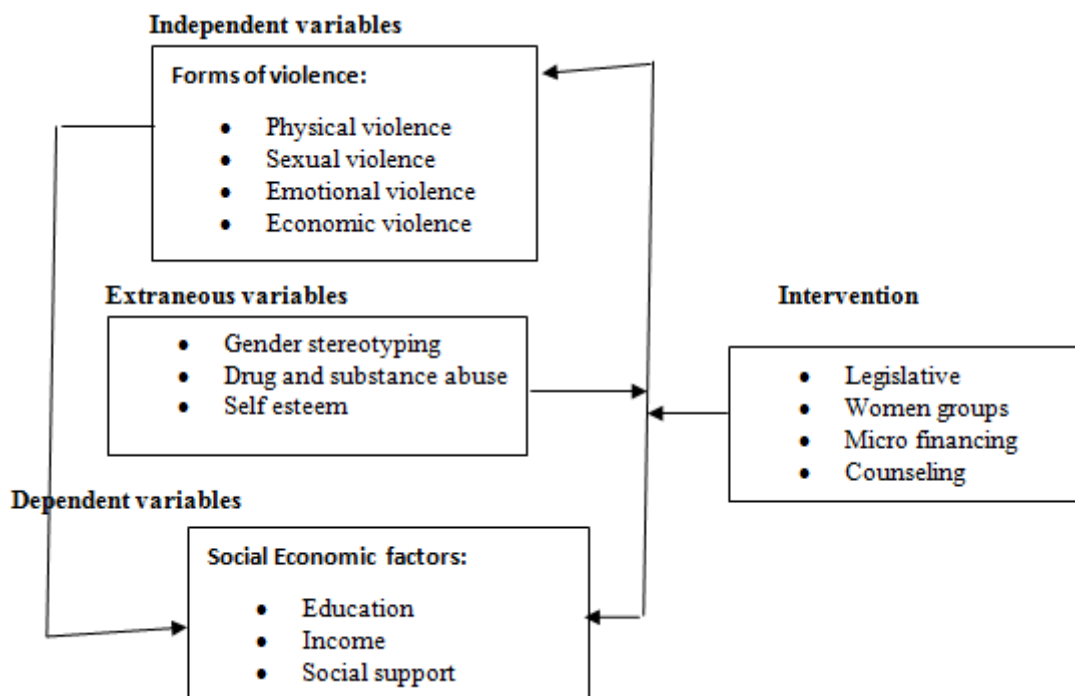 Independent variables
Forms of violence:
• Physical violence
• Sexual violence
• Emotional violence
• Economic violence
Extraneous variables
• Gender stereotyping
• Drug and substance abuse
• Self esteem
Intervention
• Legislative
• Women groups
• Micro financing
• Counseling
Dependent variables
Social Economic factors:
• Education
• Income
• Social support